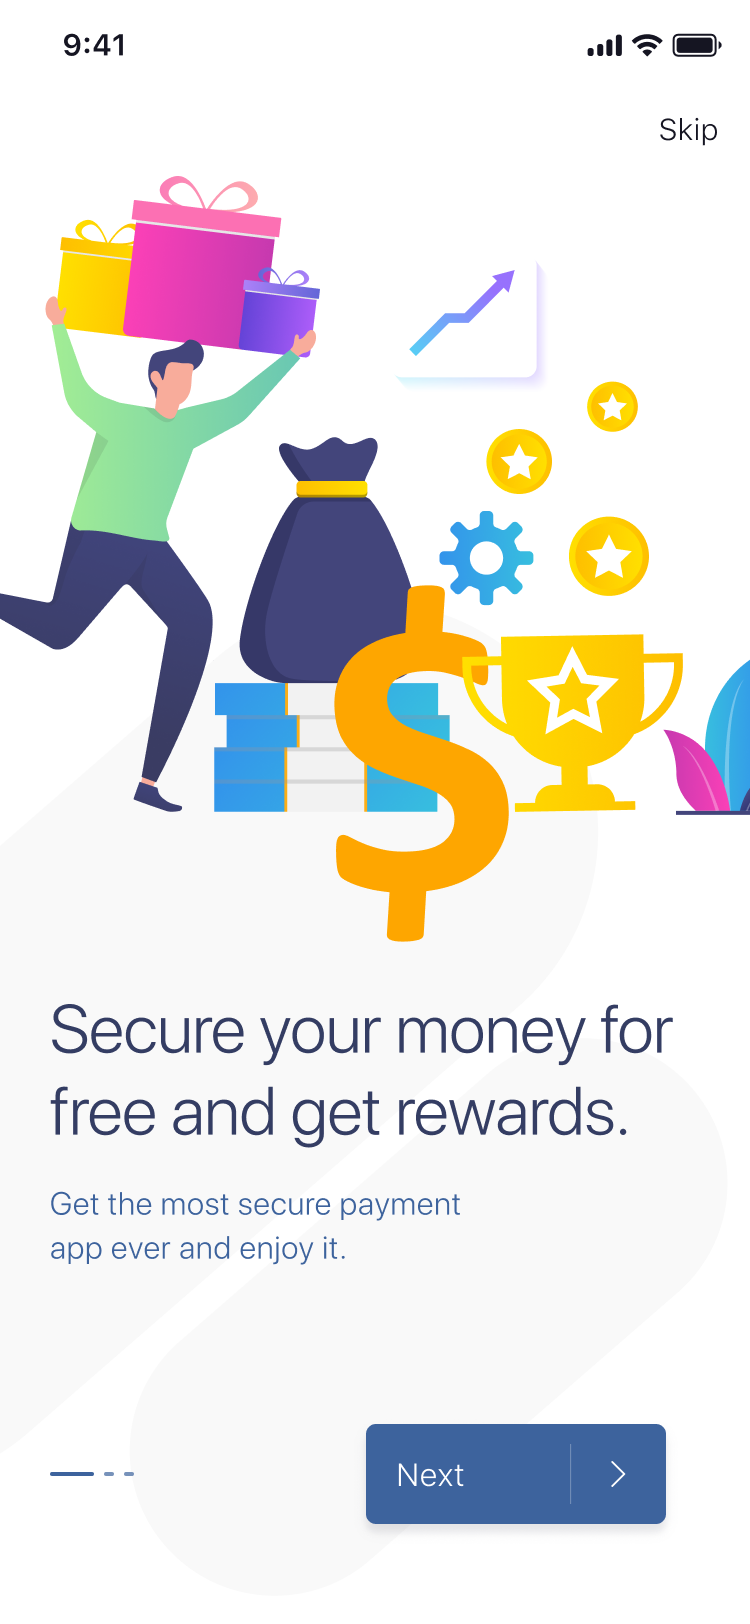 9:41
Skip
$
Secure your money for
free and get rewards.
Get the most secure payment
app ever and enjoy it.
Next